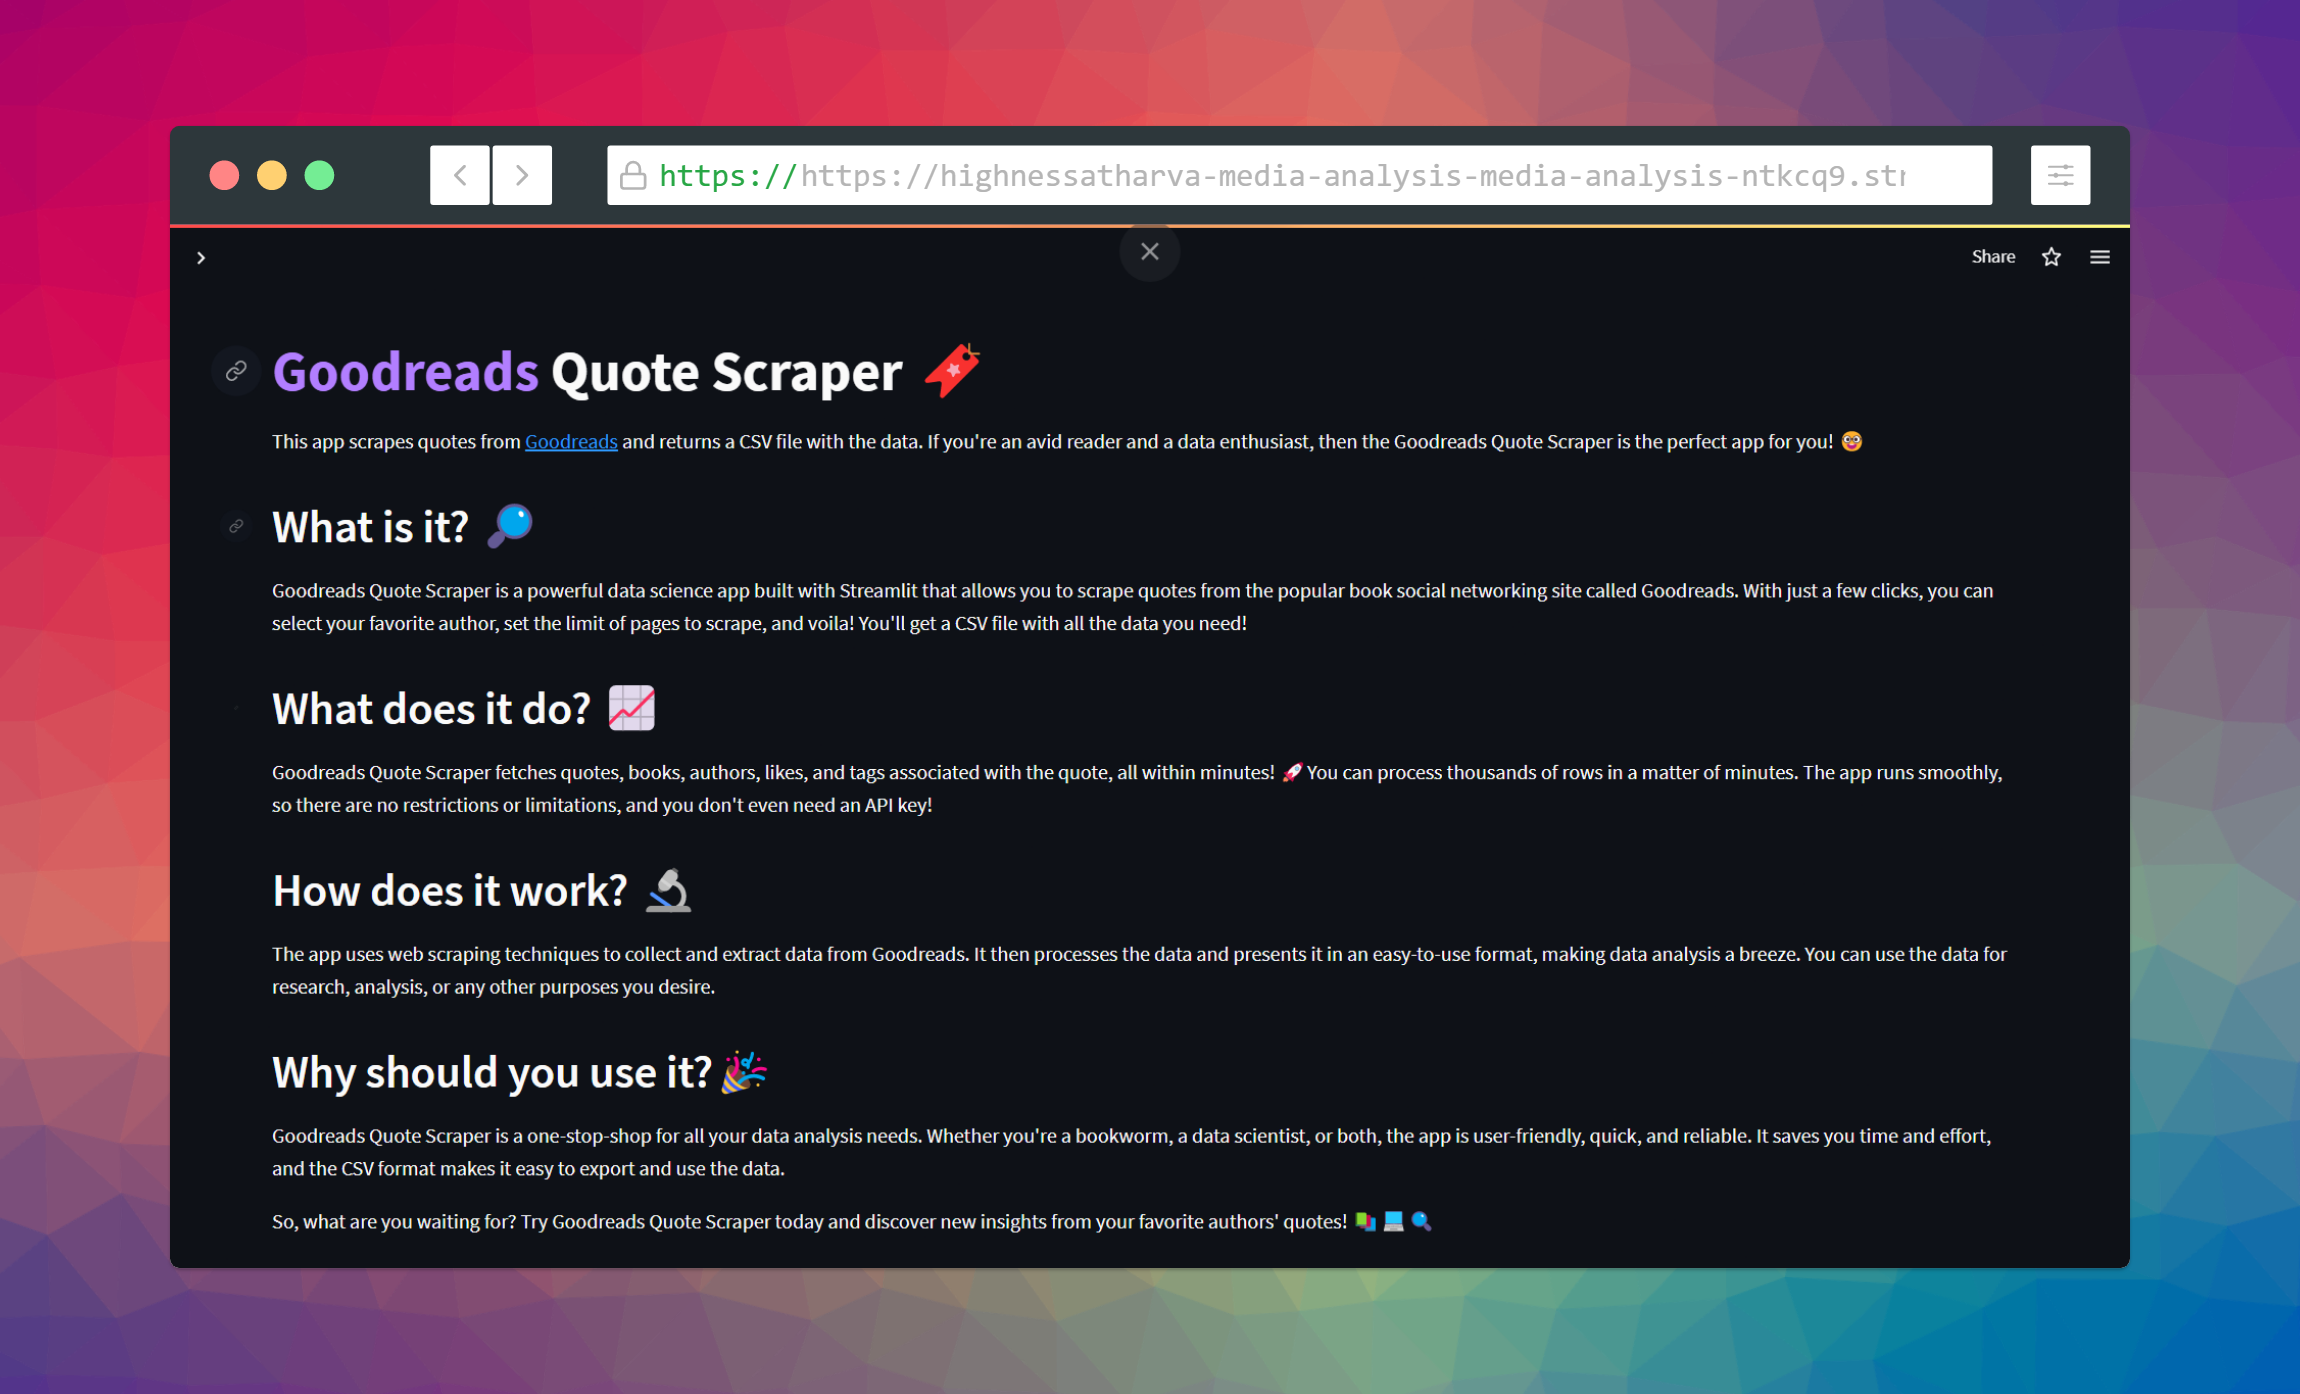 https://https://highnessatharva-media-analysis-media-analysis-ntkcq9.str
Share
Goodreads Quote Scraper
This app scrapes quotes from Goodreads and returns a CSV file with the data. If you're an avid reader and a data enthusiast, then the Goodreads Quote Scraper is the perfect app for you! 🤓
What is it? 🔎
Goodreads Quote Scraper is a powerful data science app built with Streamlit that allows you to scrape quotes from the popular book social networking site called Goodreads. With just a few clicks, you can
select your favorite author, set the limit of pages to scrape, and voila! You'll get a CSV file with all the data you need!
What does it do? 📈
Goodreads Quote Scraper fetches quotes, books, authors, likes, and tags associated with the quote, all within minutes! 🚀 You can process thousands of rows in a matter of minutes. The app runs smoothly,
so there are no restrictions or limitations, and you don't even need an API key!
How does it work? 🔬
The app uses web scraping techniques to collect and extract data from Goodreads. It then processes the data and presents it in an easy-to-use format, making data analysis a breeze. You can use the data for
research, analysis, or any other purposes you desire.
Why should you use it? 🎉
Goodreads Quote Scraper is a one-stop-shop for all your data analysis needs. Whether you're a bookworm, a data scientist, or both, the app is user-friendly, quick, and reliable. It saves you time and effort,
and the CSV format makes it easy to export and use the data.
So, what are you waiting for? Try Goodreads Quote Scraper today and discover new insights from your favorite authors' quotes! 📚 💻 🔍